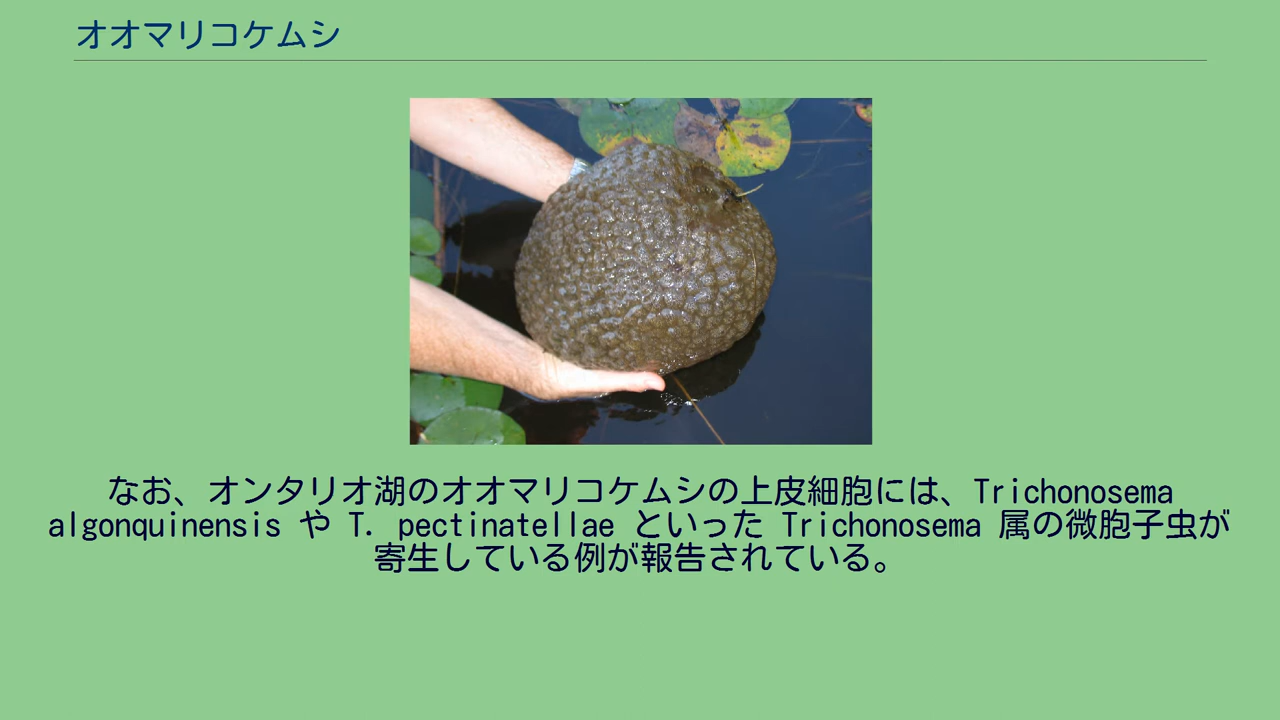 オオマリコケムシ
なお、オンタリオ湖のオオマリコケムシの上皮細胞には、Trichonosema
algonquinensis や T. pectinatellae といった Trichonosema 属の微胞子虫が
寄生している例が報告されている。